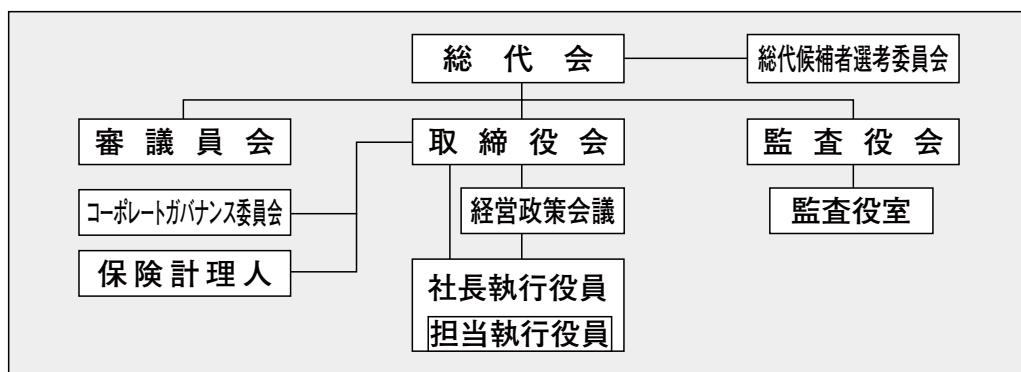 総代会
総代候補者選考委員会
審議員会
取締役会
監査役会
コーポレートガバナンス委員会
経営政策会議
監査役室
保険計理人
社長執行役員
担当執行役員